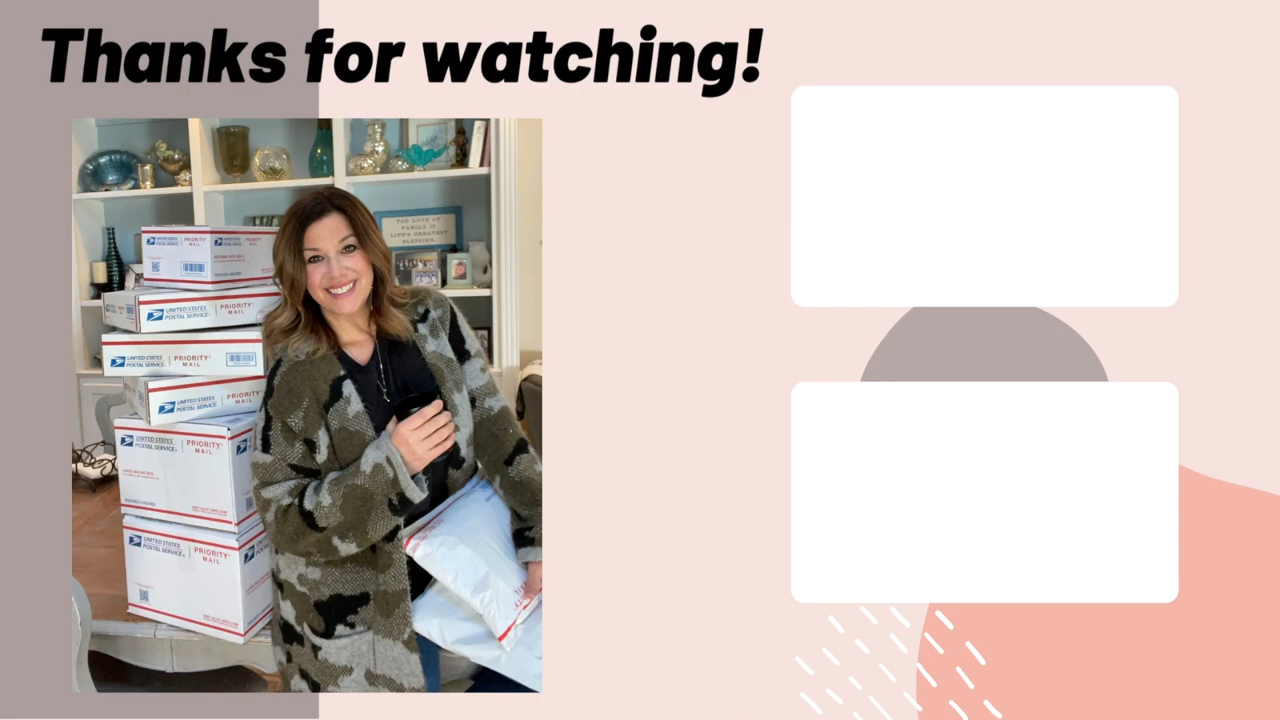 Thanks for watching!
THE LOVE OF
FAMILY IS
LIFE'S GREATEST
BLESSING.
UNITED STATES
POSTAL SERVICE
PRIORITY
MAIL
UNITED STATES
POSTAL SERVICE
PRIORITY
MAIL
UNITED STATES
POSTAL SERVICE
PRIORITY
MAIL
UNITED STATES
POSTAL SERVICE
PRIORITY
MAIL
UNITED STATES
POSTAL SERVICE
PRIORITY
MAIL
UNITED STATES
POSTAL SERVICE
PRIORITY
MAIL